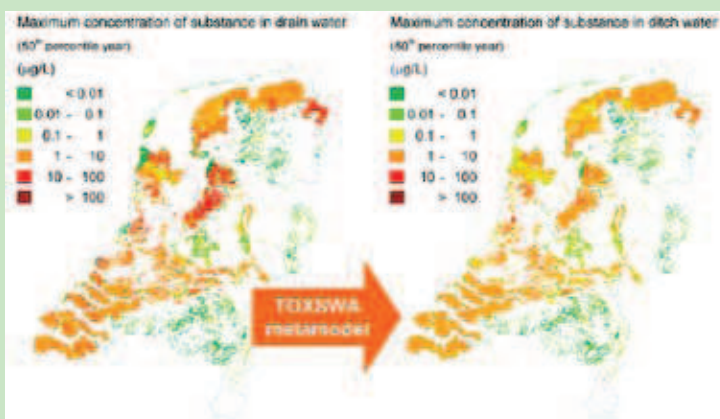 Maximum concentration of substance in drain water
(50th percentile year)
(µg/L)
< 0.01
0.01 - 0.1
0.1 - 1
1 - 10
10 - 100
> 100
TOXSWA
metamodel
Maximum concentration of substance in ditch water
(50th percentile year)
(µg/L)
< 0.01
0.01 - 0.1
0.1 - 1
1 - 10
10 - 100
> 100